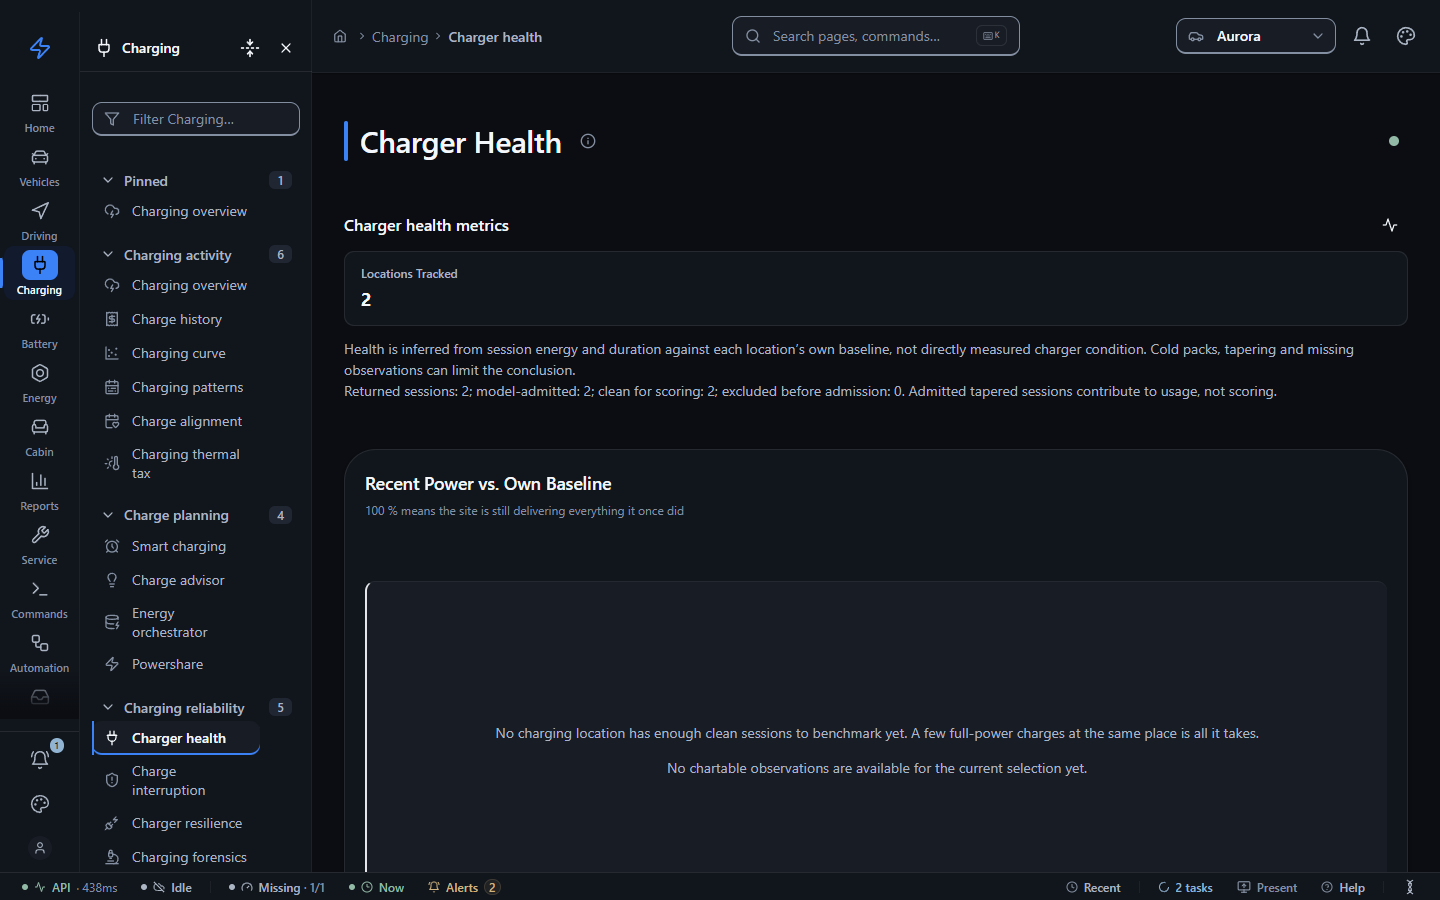 Charging
Charging
Charger health
Search pages, commands...
K
Aurora
Home
Vehicles
Driving
Charging
Battery
Energy
Cabin
Reports
Service
Commands
Automation
1
Filter Charging...
Pinned 1
Charging overview
Charging activity 6
Charging overview
Charge history
Charging curve
Charging patterns
Charge alignment
Charging thermal
tax
Charge planning 4
Smart charging
Charge advisor
Energy
orchestrator
Powershare
Charging reliability 5
Charger health
Charge
interruption
Charger resilience
Charging forensics
Charger Health
Charger health metrics
Locations Tracked
2
Health is inferred from session energy and duration against each location's own baseline, not directly measured charger condition. Cold packs, tapering and missing
observations can limit the conclusion.
Returned sessions: 2; model-admitted: 2; clean for scoring: 2; excluded before admission: 0. Admitted tapered sessions contribute to usage, not scoring.
Recent Power vs. Own Baseline
100 % means the site is still delivering everything it once did
No charging location has enough clean sessions to benchmark yet. A few full-power charges at the same place is all it takes.
No chartable observations are available for the current selection yet.
API · 438ms
Idle
Missing · 1/1
Now
Alerts 2
Recent
2 tasks
Present
Help